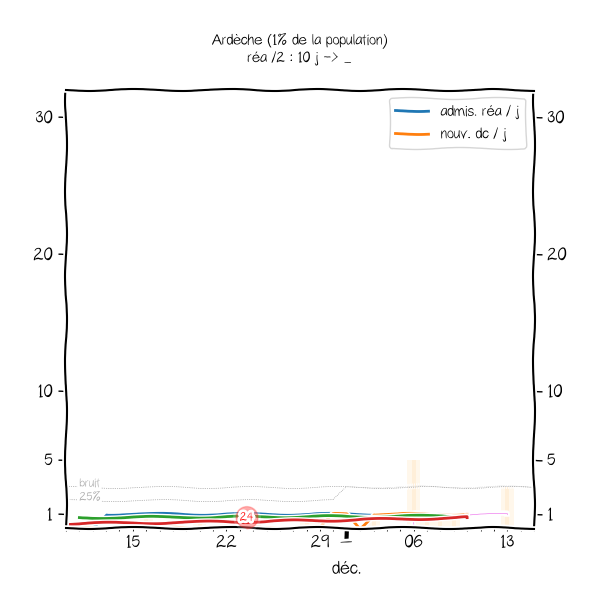 Ardèche (1% de la population)
réa /2 : 10 j -> _
admis. réa / j
nouv. dc / j
30 30
20 20
10 10
5 5
bruit
25%
1 24 1
15 22 29 06 13
déc.